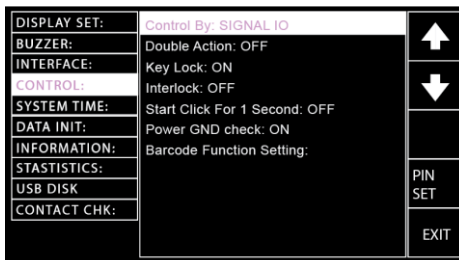 DISPLAY SET:
BUZZER:
INTERFACE:
CONTROL:
SYSTEM TIME:
DATA INIT:
INFORMATION:
STASTISTICS:
USB DISK
CONTACT CHK:
Control By: SIGNAL IO
Double Action: OFF
Key Lock: ON
Interlock: OFF
Start Click For 1 Second: OFF
Power GND check: ON
Barcode Function Setting:
PIN
SET
EXIT